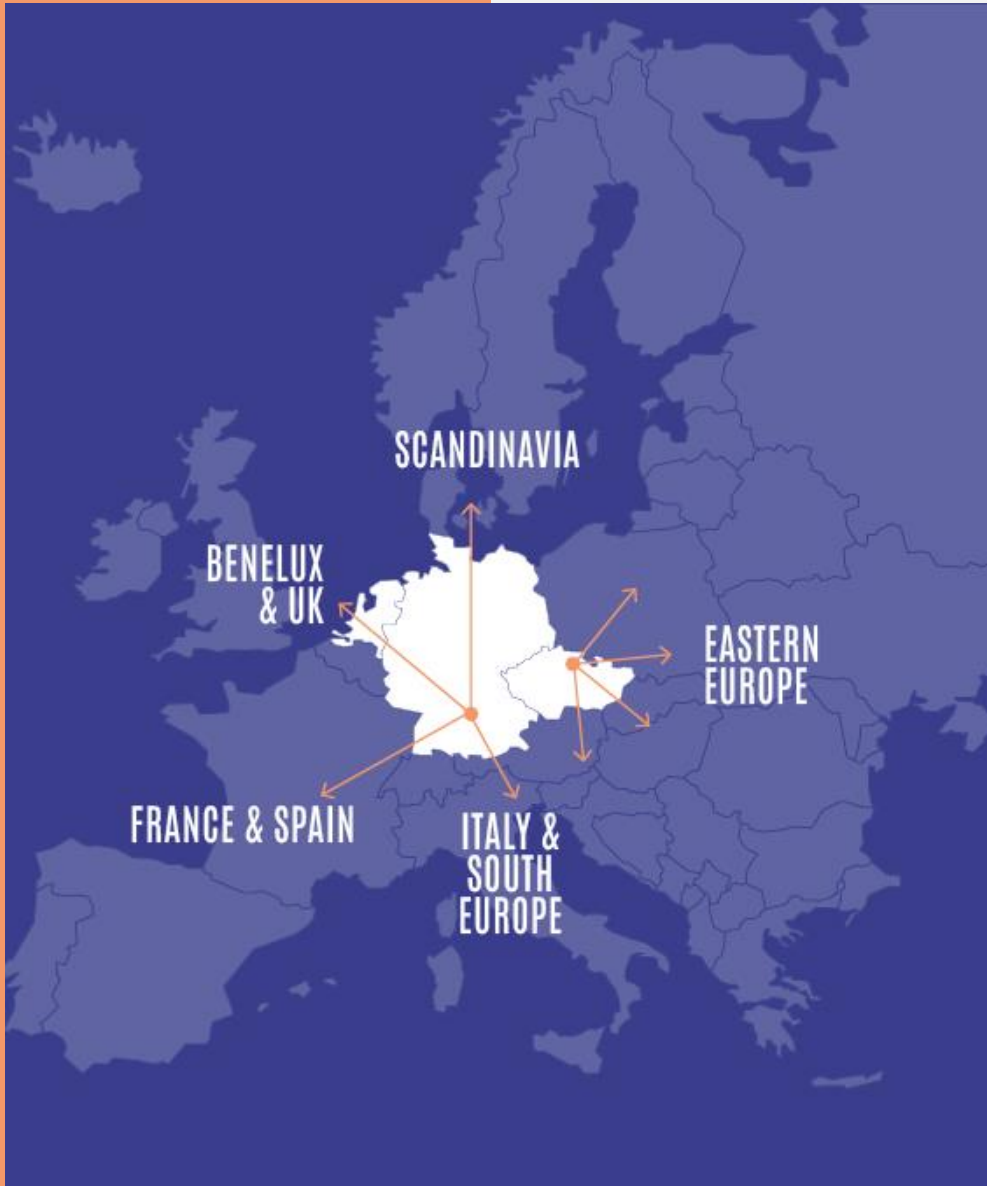 SCANDINAVIA
BENELUX
& UK
EASTERN
EUROPE
FRANCE & SPAIN
ITALY &
SOUTH
EUROPE